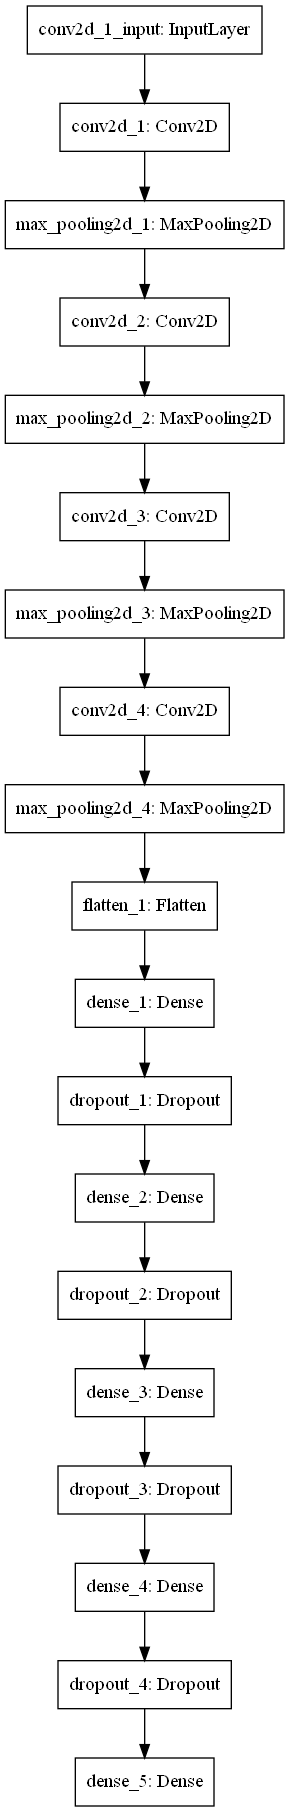 conv2d_1_input: InputLayer
conv2d_1: Conv2D
max_pooling2d_1: MaxPooling2D
conv2d_2: Conv2D
max_pooling2d_2: MaxPooling2D
conv2d_3: Conv2D
max_pooling2d_3: MaxPooling2D
conv2d_4: Conv2D
max_pooling2d_4: MaxPooling2D
flatten_1: Flatten
dense_1: Dense
dropout_1: Dropout
dense_2: Dense
dropout_2: Dropout
dense_3: Dense
dropout_3: Dropout
dense_4: Dense
dropout_4: Dropout
dense_5: Dense